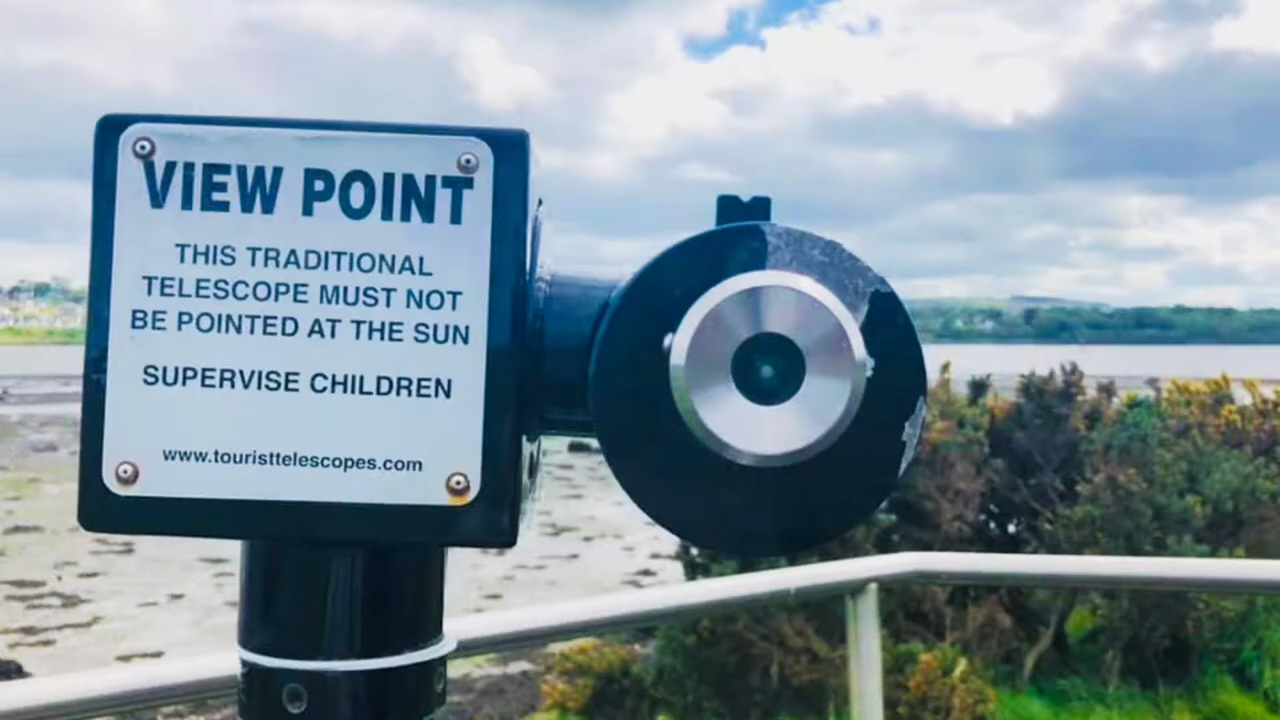 VIEW POINT
THIS TRADITIONAL
TELESCOPE MUST NOT
BE POINTED AT THE SUN
SUPERVISE CHILDREN
www.touristtelescopes.com